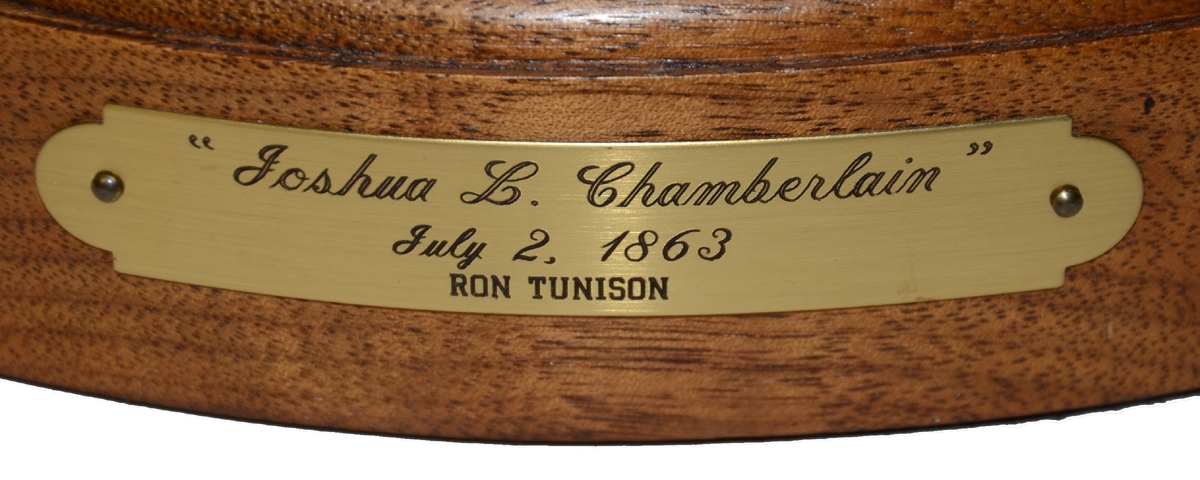 “Joshua L. Chamberlain”
July 2, 1863
RON TUNISON